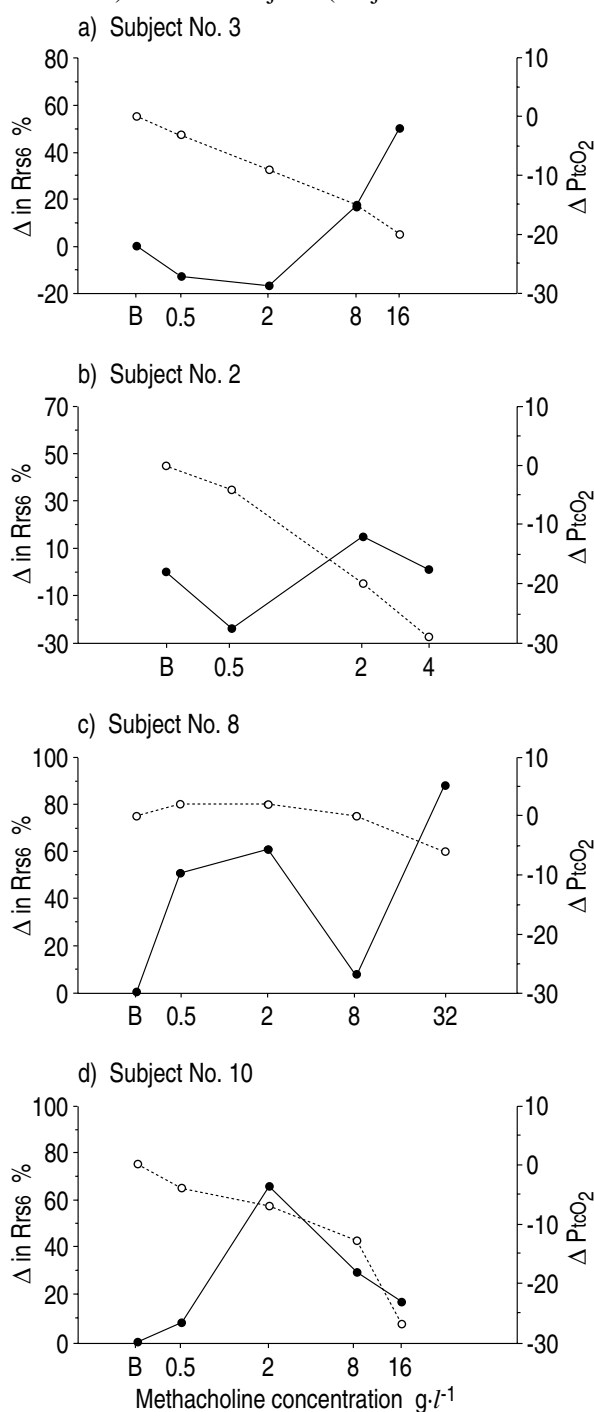 a) Subject No. 3
80
60
40
20
0
-20
Δ in Rrs6 %
10
0
-10
-20
-30
Δ PtcO2
B 0.5 2 8 16
b) Subject No. 2
70
50
30
10
-10
-30
Δ in Rrs6 %
10
0
-10
-20
-30
Δ PtcO2
B 0.5 2 4
c) Subject No. 8
100
80
60
40
20
0
Δ in Rrs6 %
10
0
-10
-20
-30
Δ PtcO2
B 0.5 2 8 32
d) Subject No. 10
100
80
60
40
20
0
Δ in Rrs6 %
10
0
-10
-20
-30
Δ PtcO2
B 0.5 2 8 16
Methacholine concentration g·l-1